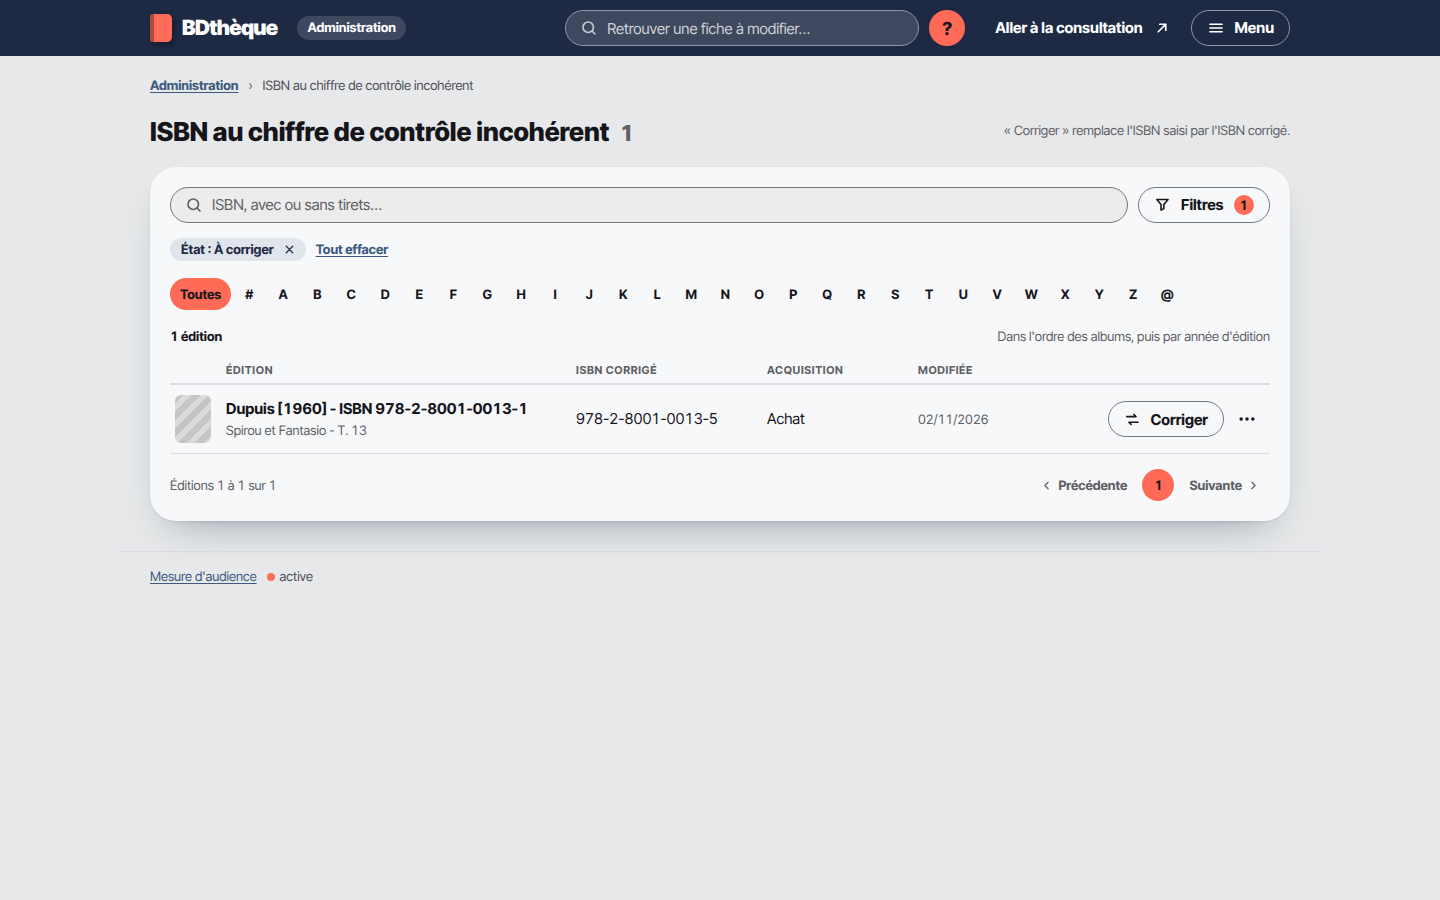 BDthèque Administration Retrouver une fiche à modifier... ? Aller à la consultation Menu
Administration › ISBN au chiffre de contrôle incohérent
ISBN au chiffre de contrôle incohérent 1
« Corriger » remplace l'ISBN saisi par l'ISBN corrigé.
ISBN, avec ou sans tirets... Filtres 1
État : À corriger Tout effacer
Toutes # A B C D E F G H I J K L M N O P Q R S T U V W X Y Z @
1 édition Dans l'ordre des albums, puis par année d'édition
ÉDITION ISBN CORRIGÉ ACQUISITION MODIFIÉE
Dupuis [1960] - ISBN 978-2-8001-0013-1
Spirou et Fantasio - T. 13
978-2-8001-0013-5 Achat 02/11/2026 Corriger
Éditions 1 à 1 sur 1 Précédente 1 Suivante
Mesure d'audience active